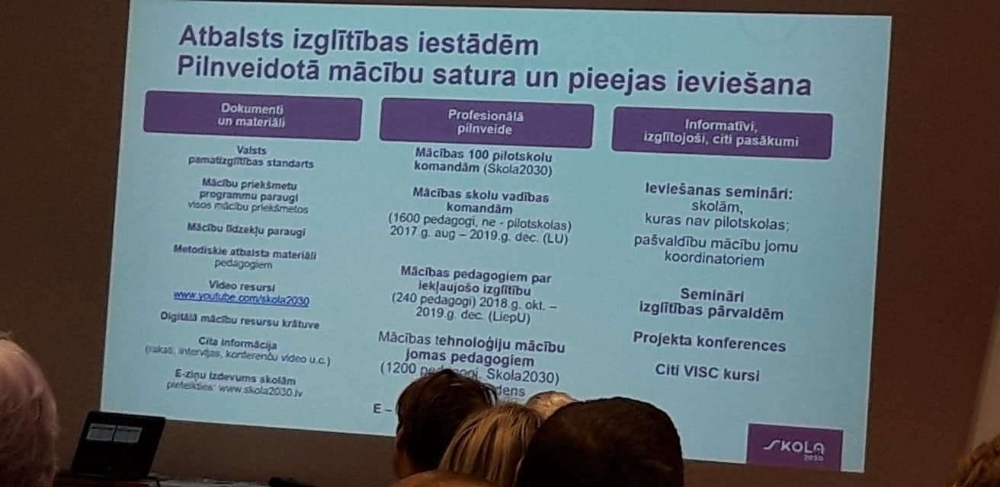 Atbalsts izglītības iestādēm
Pilnveidotā mācību satura un pieejas ieviešana
Dokumenti
un materiāli
Valsts
pamatizglītības standarts
Mācību priekšmetu
programmu paraugi
visos mācību priekšmetos
Mācību līdzekļu paraugi
Metodiskie atbalsta materiāli
pedagogiem
Video resursi
www.youtube.com/skola2030
Digitālā mācību resursu krātuve
Cita informācija
(raksti, intervijas, konferenču video u.c.)
E-ziņu izdevums skolām
pieteikties: www.skola2030.lv
Profesionālā
pilnveide
Mācības 100 pilotskolu
komandām (Skola2030)
Mācības skolu vadības
komandām
(1600 pedagogi, ne - pilotskolas)
2017.g. aug – 2019.g. dec. (LU)
Mācības pedagogiem par
iekļaujošo izglītību
(240 pedagogi) 2018.g. okt. –
2019.g. dec. (LiepU)
Mācības tehnoloģiju mācību
jomas pedagogiem
(1200 Skola2030)
E –
Informatīvi,
izglītojoši, citi pasākumi
Ieviešanas semināri:
skolām,
kuras nav pilotskolas;
pašvaldību mācību jomu
koordinatoriem
Semināri
izglītības pārvaldēm
Projekta konferences
Citi VISC kursi
SKOLA
2030